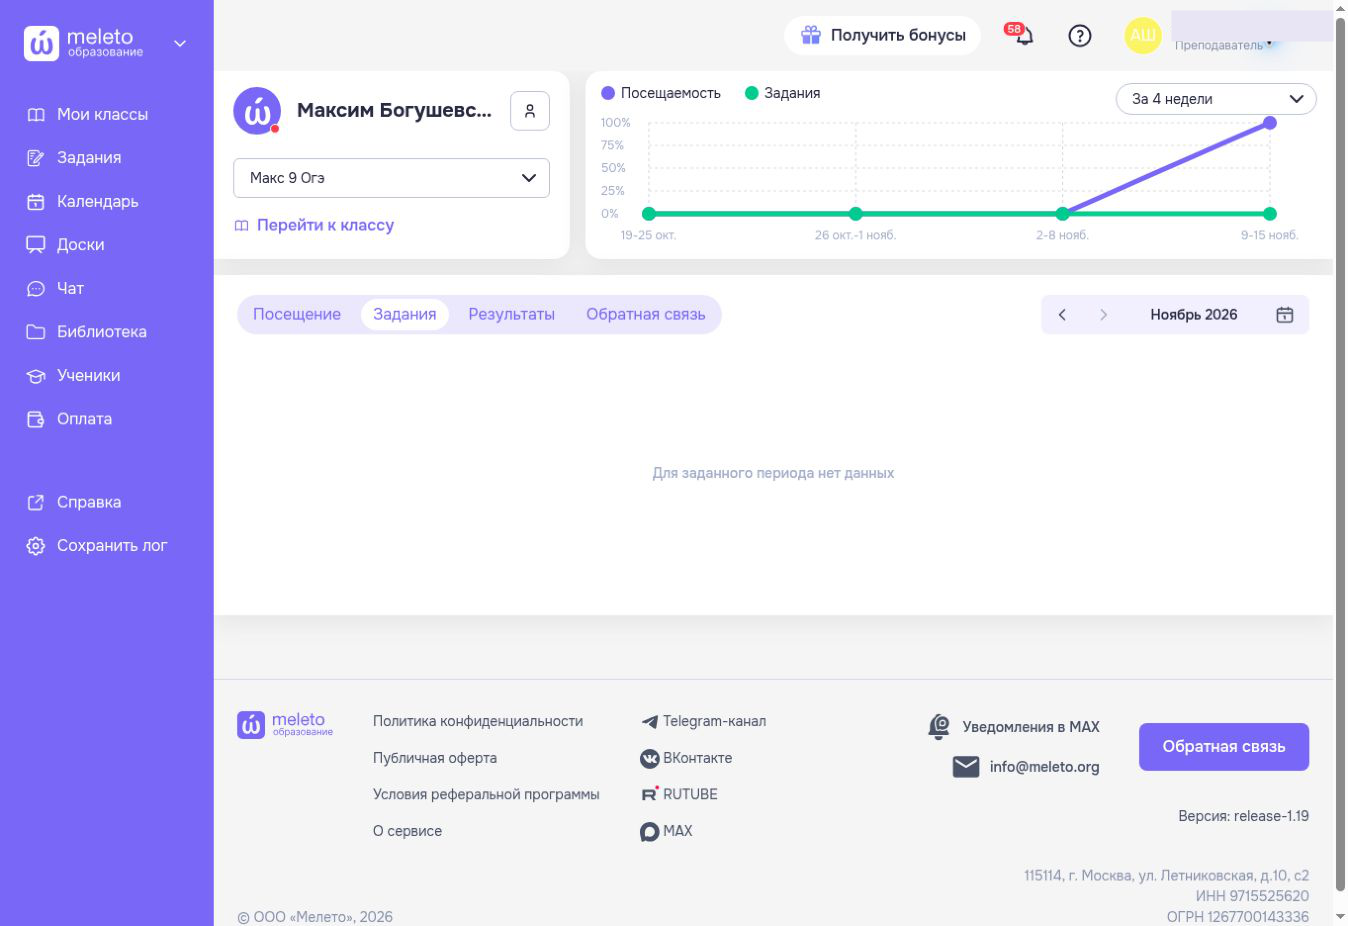 meleto
образование
Мои классы
Задания
Календарь
Доски
Чат
Библиотека
Ученики
Оплата
Справка
Сохранить лог
Получить бонусы
58
АШ
Преподаватель
Максим Богушевс...
Макс 9 Огэ
Перейти к классу
Посещаемость
Задания
За 4 недели
100%
75%
50%
25%
0%
19-25 окт.
26 окт.-1 нояб.
2-8 нояб.
9-15 нояб.
Посещение
Задания
Результаты
Обратная связь
Ноябрь 2026
Для заданного периода нет данных
meleto
образование
Политика конфиденциальности
Публичная оферта
Условия реферальной программы
О сервисе
Telegram-канал
ВКонтакте
RUTUBE
MAX
Уведомления в MAX
info@meleto.org
Обратная связь
Версия: release-1.19
115114, г. Москва, ул. Летниковская, д.10, с2
ИНН 9715525620
ОГРН 1267700143336
© ООО «Мелето», 2026